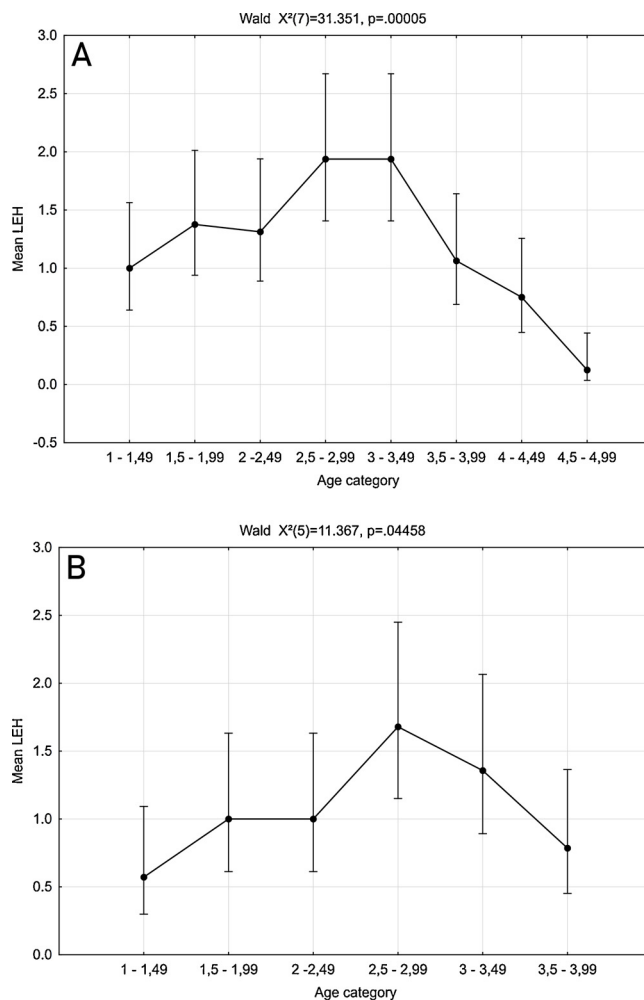 Wald X²(7)=31.351, p=.00005
A
3.0
2.5
2.0
1.5
1.0
0.5
0.0
-0.5
Mean LEH
1 - 1,49 1,5 - 1,99 2 -2,49 2,5 - 2,99 3 - 3,49 3,5 - 3,99 4 - 4,49 4,5 - 4,99
Age category
Wald X²(5)=11.367, p=.04458
B
3.0
2.5
2.0
1.5
1.0
0.5
0.0
Mean LEH
1 - 1,49 1,5 - 1,99 2 -2,49 2,5 - 2,99 3 - 3,49 3,5 - 3,99
Age category